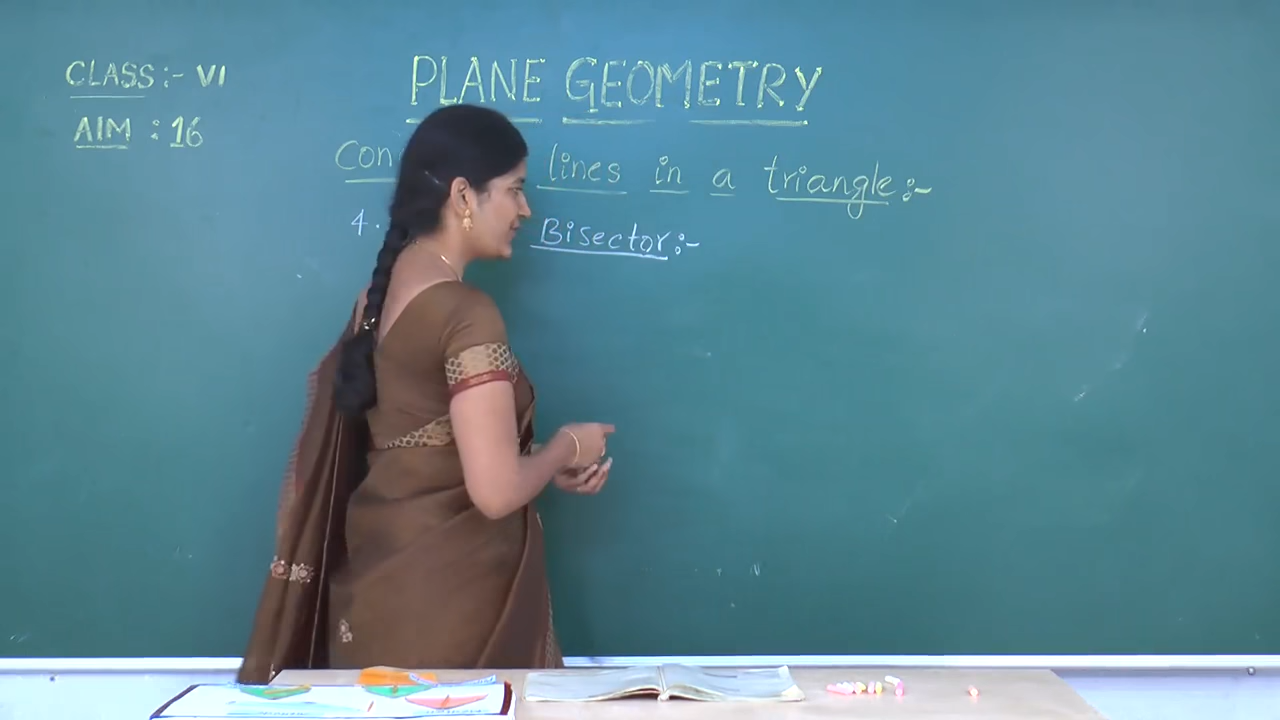 CLASS:- VI
PLANE GEOMETRY
AIM : 16
Con lines in a triangle:-
4. Bisector:-